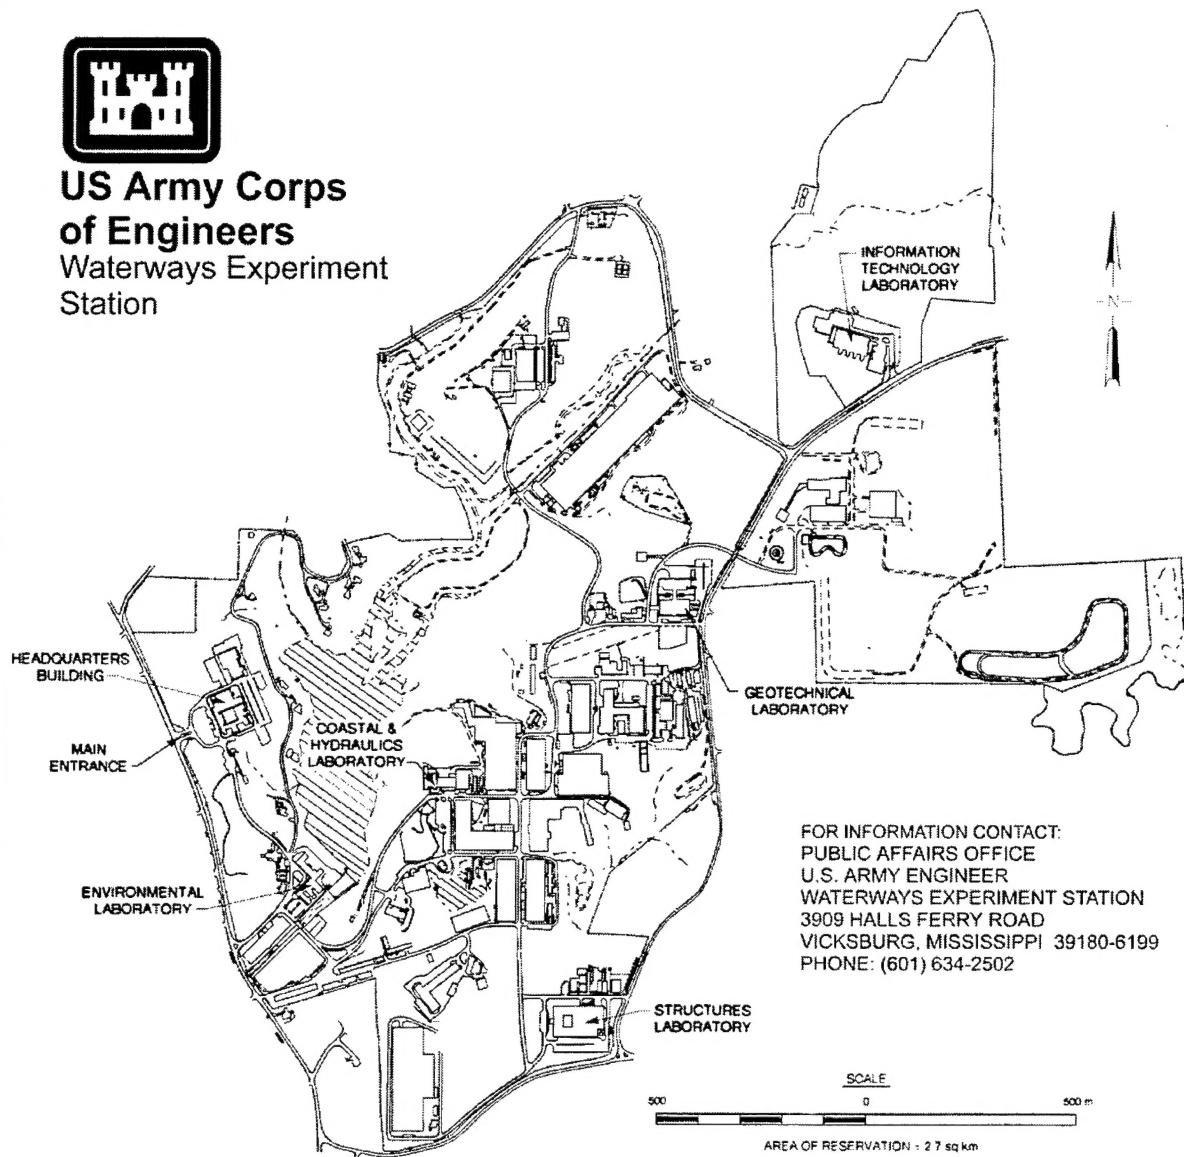 US Army Corps
of Engineers
Waterways Experiment
Station
INFORMATION
TECHNOLOGY
LABORATORY
N
HEADQUARTERS
BUILDING
MAIN
ENTRANCE
COASTAL &
HYDRAULICS
LABORATORY
GEOTECHNICAL
LABORATORY
ENVIRONMENTAL
LABORATORY
STRUCTURES
LABORATORY
FOR INFORMATION CONTACT:
PUBLIC AFFAIRS OFFICE
U.S. ARMY ENGINEER
WATERWAYS EXPERIMENT STATION
3909 HALLS FERRY ROAD
VICKSBURG, MISSISSIPPI 39180-6199
PHONE: (601) 634-2502
SCALE
500 0 500 m
AREA OF RESERVATION = 2.7 sq km